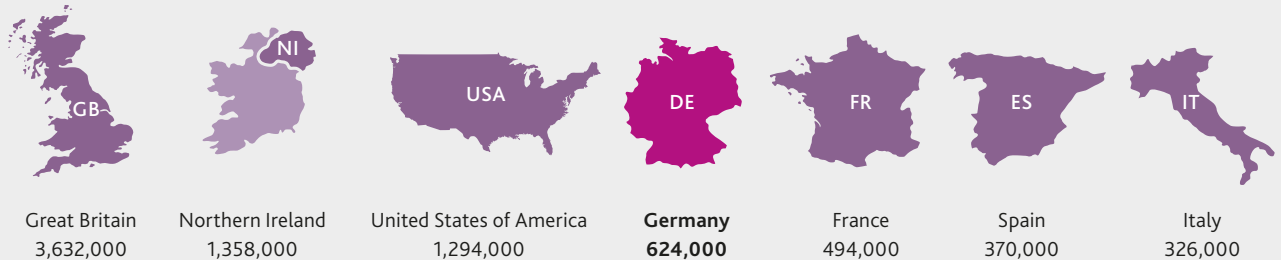 NI
GB
USA
DE
FR
ES
IT
Great Britain
3,632,000
Northern Ireland
1,358,000
United States of America
1,294,000
Germany
624,000
France
494,000
Spain
370,000
Italy
326,000